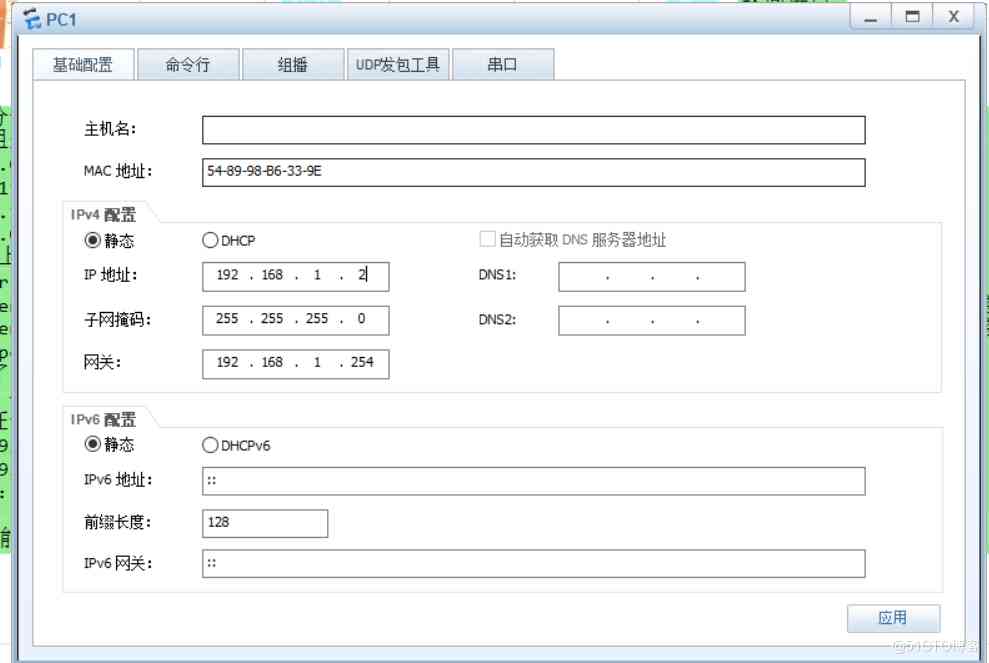 PC1
基础配置 命令行 组播 UDP发包工具 串口
主机名：
MAC 地址： 54-89-98-B6-33-9E
IPv4 配置
静态 DHCP 自动获取 DNS 服务器地址
IP 地址： 192 . 168 . 1 . 2 DNS1: . . .
子网掩码： 255 . 255 . 255 . 0 DNS2: . . .
网关： 192 . 168 . 1 . 254
IPv6 配置
静态 DHCPv6
IPv6 地址： ::
前缀长度： 128
IPv6 网关： ::
应用
@51CTO博客